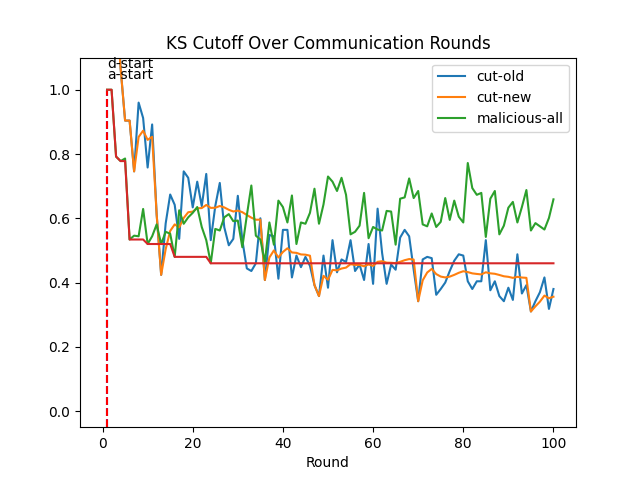 KS Cutoff Over Communication Rounds
d-start
a-start
cut-old
cut-new
malicious-all
1.0
0.8
0.6
0.4
0.2
0.0
0 20 40 60 80 100
Round